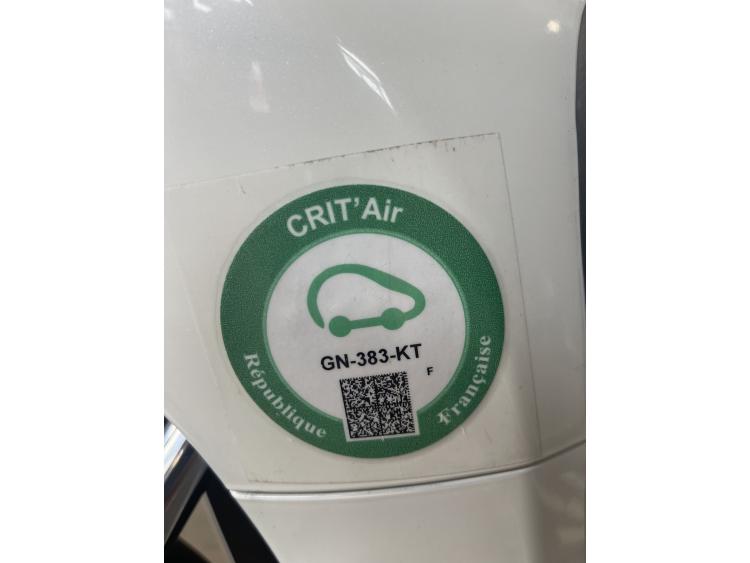 CRIT'Air
GN-383-KT
F
République Française